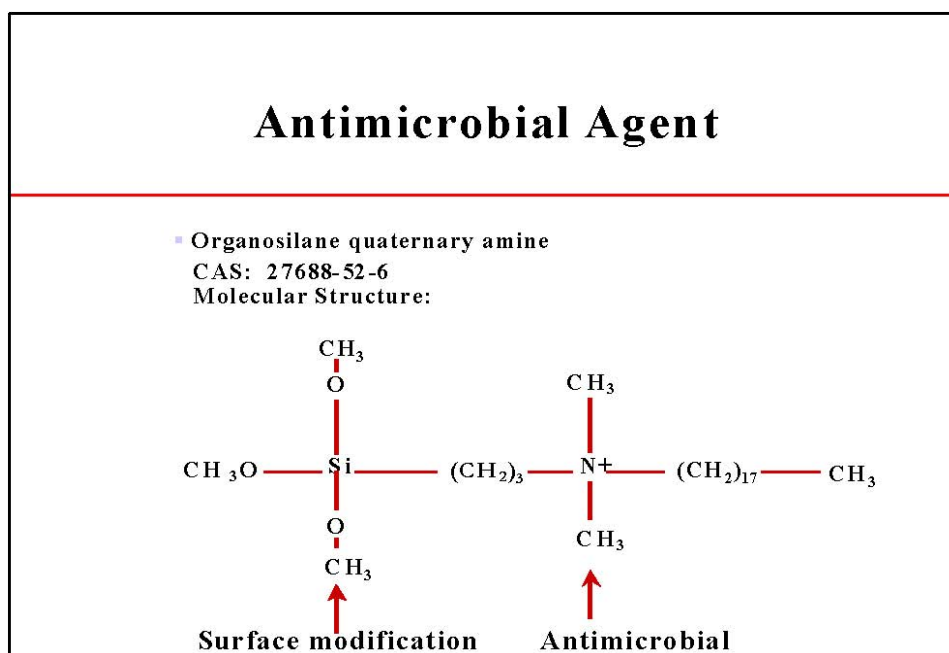 Antimicrobial Agent
Organosilane quaternary amine
CAS: 27688-52-6
Molecular Structure:
CH₃
O
CH₃
CH₃O Si (CH₂)₃ N+ (CH₂)₁₇ CH₃
O
CH₃
CH₃
Surface modification Antimicrobial